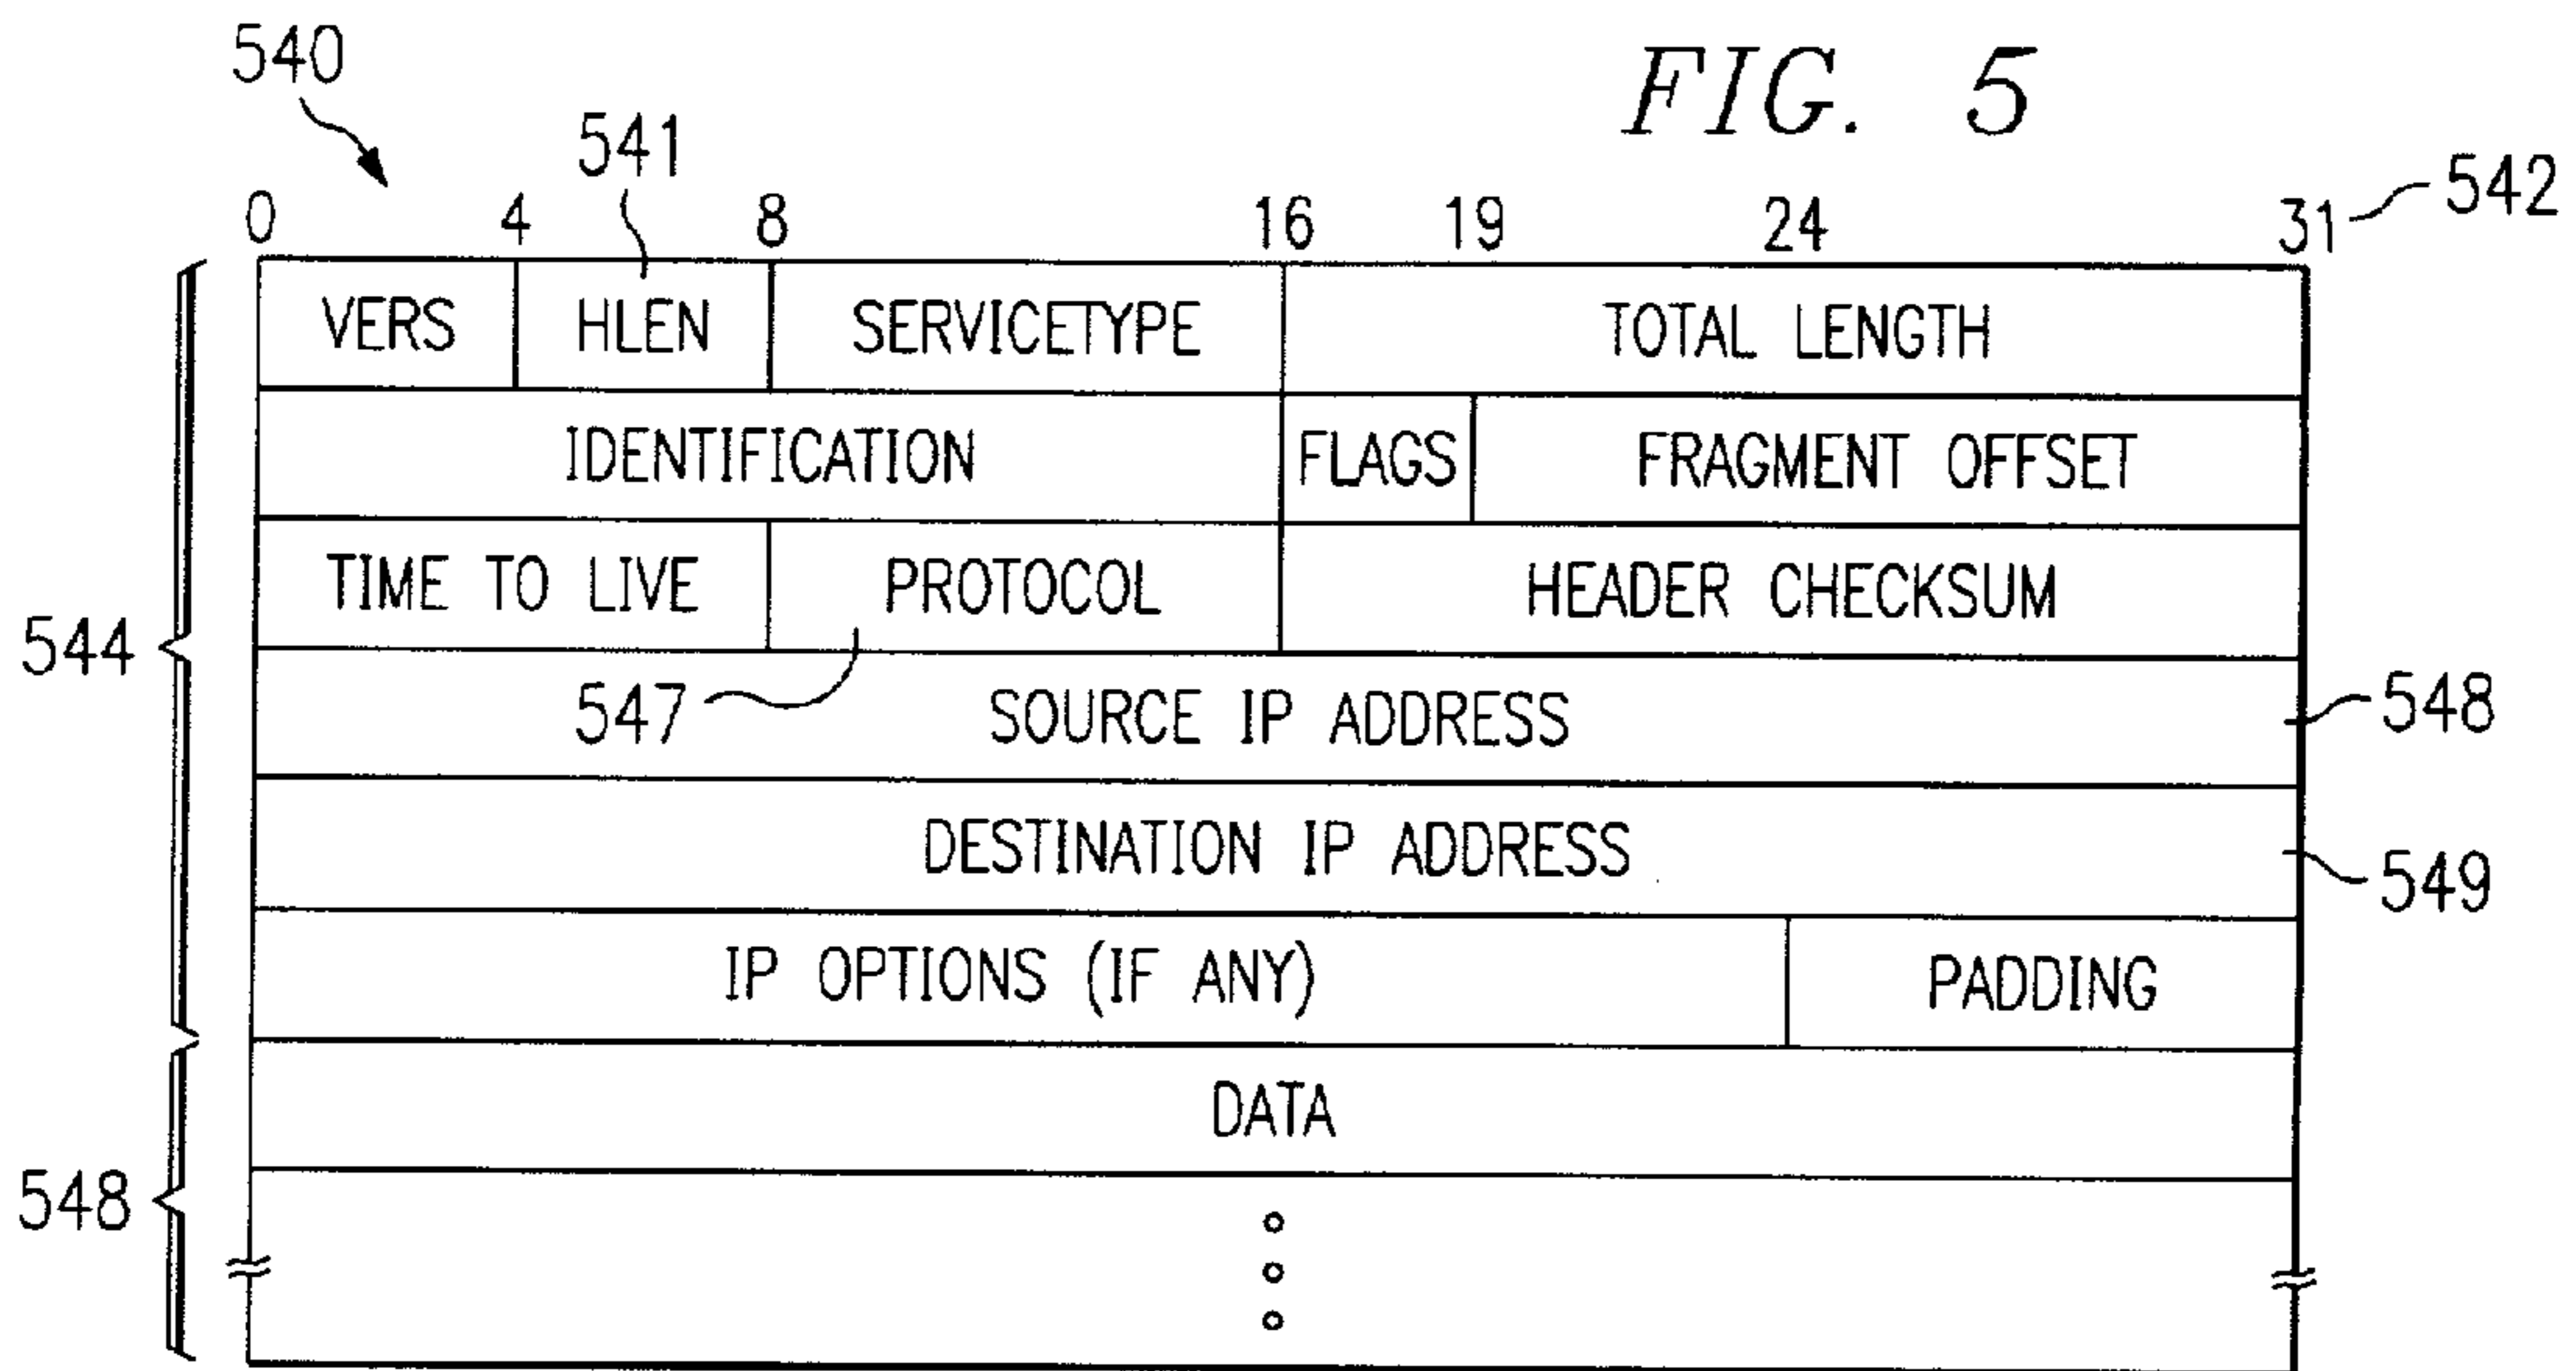 540
FIG. 5
541
542
0 4 8 16 19 24 31
VERS HLEN SERVICETYPE TOTAL LENGTH
IDENTIFICATION FLAGS FRAGMENT OFFSET
TIME TO LIVE PROTOCOL HEADER CHECKSUM
544
547
SOURCE IP ADDRESS
548
DESTINATION IP ADDRESS
549
IP OPTIONS (IF ANY) PADDING
DATA
548